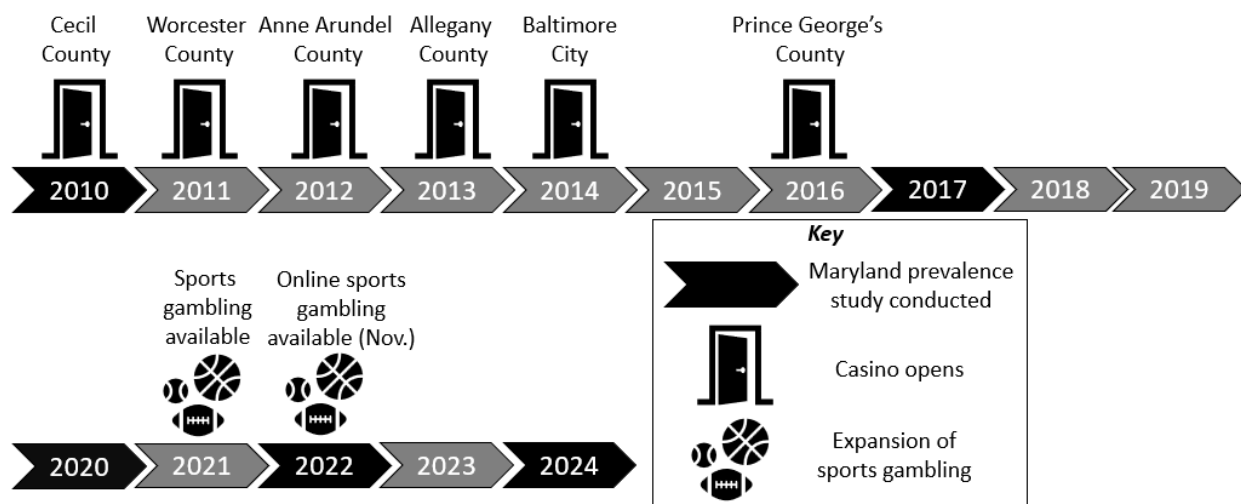 Cecil
County
Worcester
County
Anne Arundel
County
Allegany
County
Baltimore
City
Prince George's
County
2010
2011
2012
2013
2014
2015
2016
2017
2018
2019
Sports
gambling
available
Online sports
gambling
available (Nov.)
2020
2021
2022
2023
2024
Key
Maryland prevalence
study conducted
Casino opens
Expansion of
sports gambling